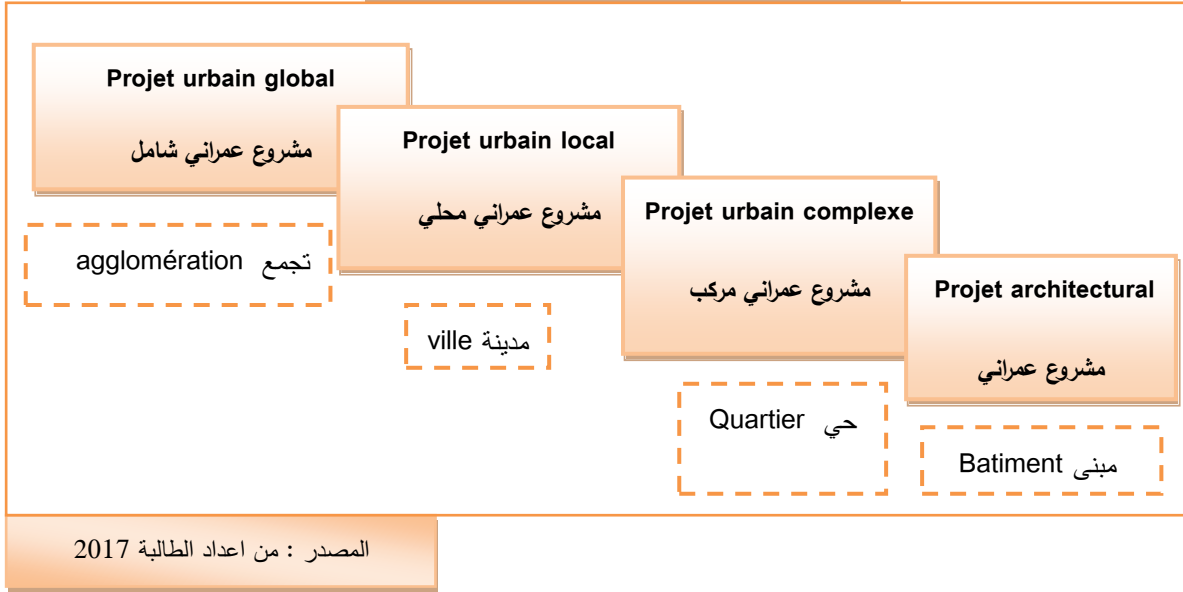 Projet urbain global
مشروع عمراني شامل
تجمع agglomération
Projet urbain local
مشروع عمراني محلي
مدينة ville
Projet urbain complexe
مشروع عمراني مركب
حي Quartier
Projet architectural
مشروع عمراني
مبنى Batiment
المصدر : من اعداد الطالبة 2017